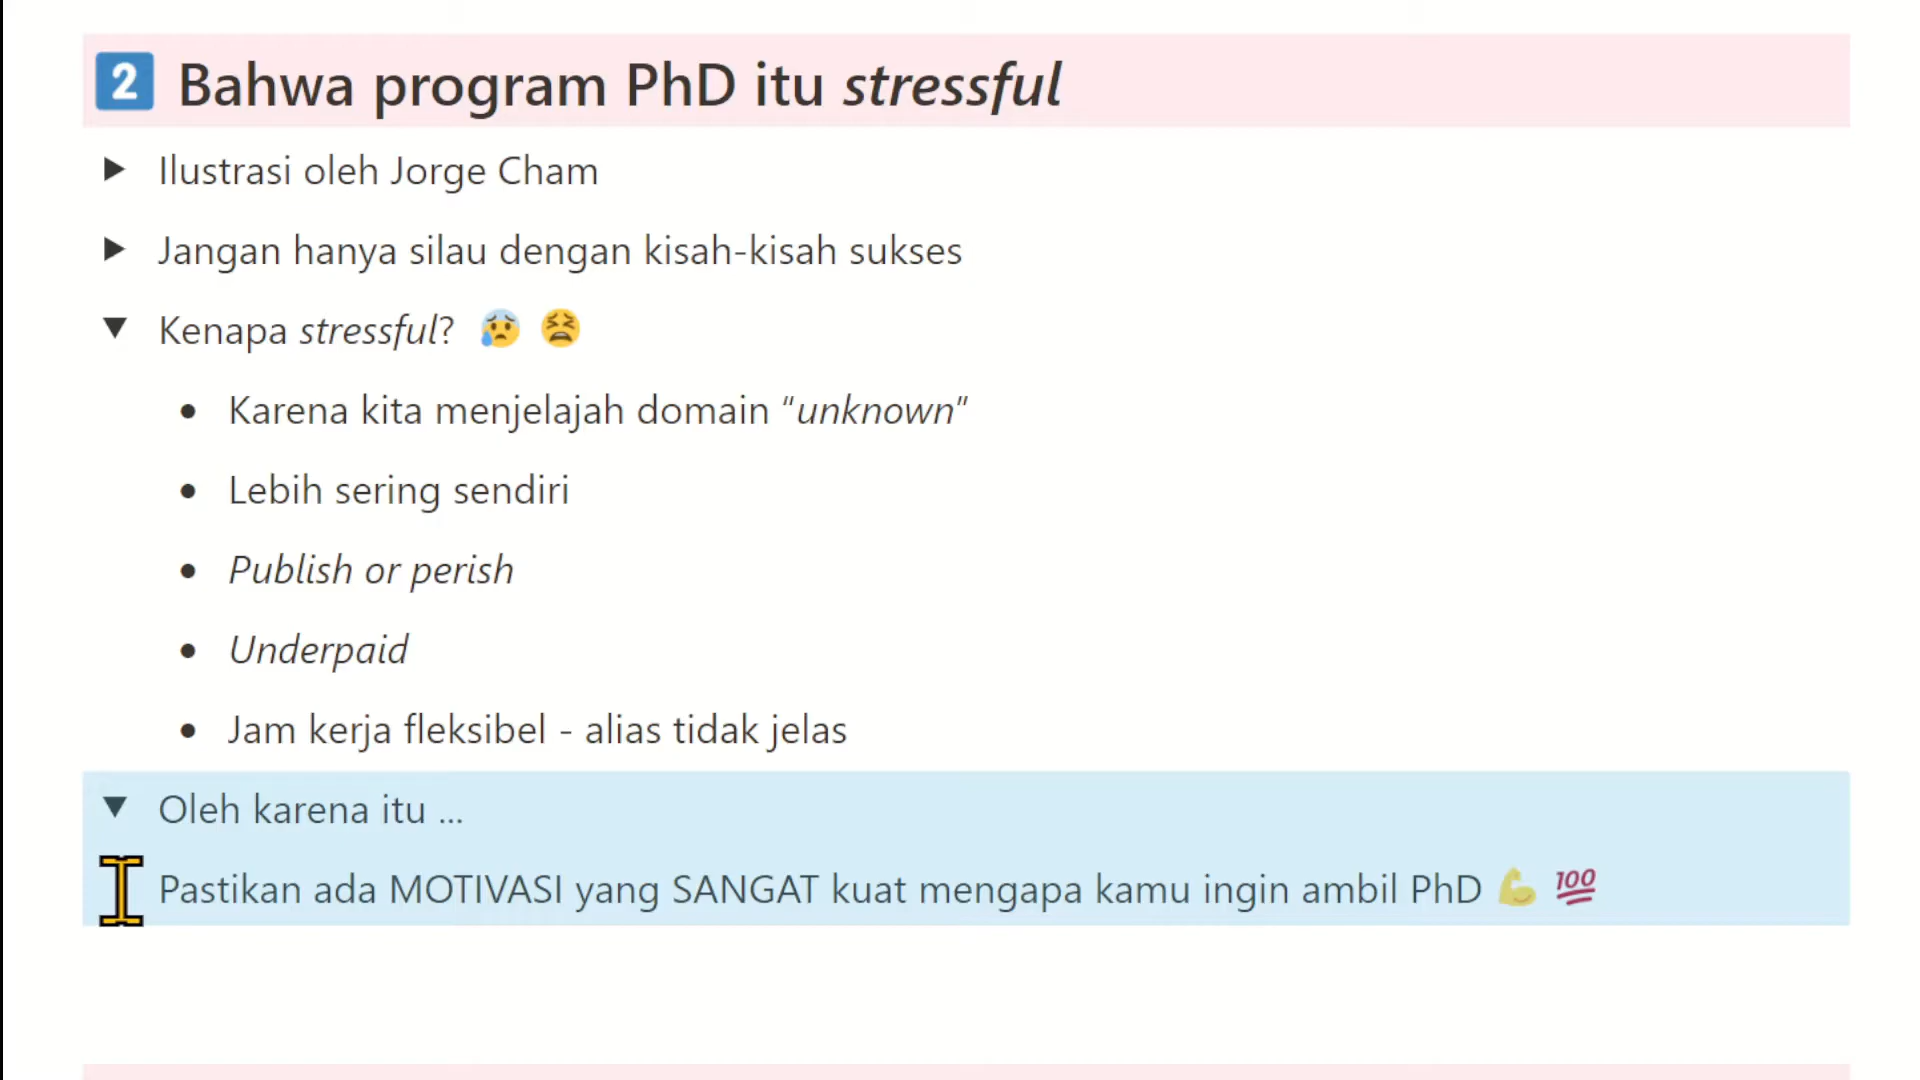 2 Bahwa program PhD itu stressful
Ilustrasi oleh Jorge Cham
Jangan hanya silau dengan kisah-kisah sukses
Kenapa stressful? 😰 😫
Karena kita menjelajah domain "unknown"
Lebih sering sendiri
Publish or perish
Underpaid
Jam kerja fleksibel - alias tidak jelas
Oleh karena itu ...
Pastikan ada MOTIVASI yang SANGAT kuat mengapa kamu ingin ambil PhD 💪 💯